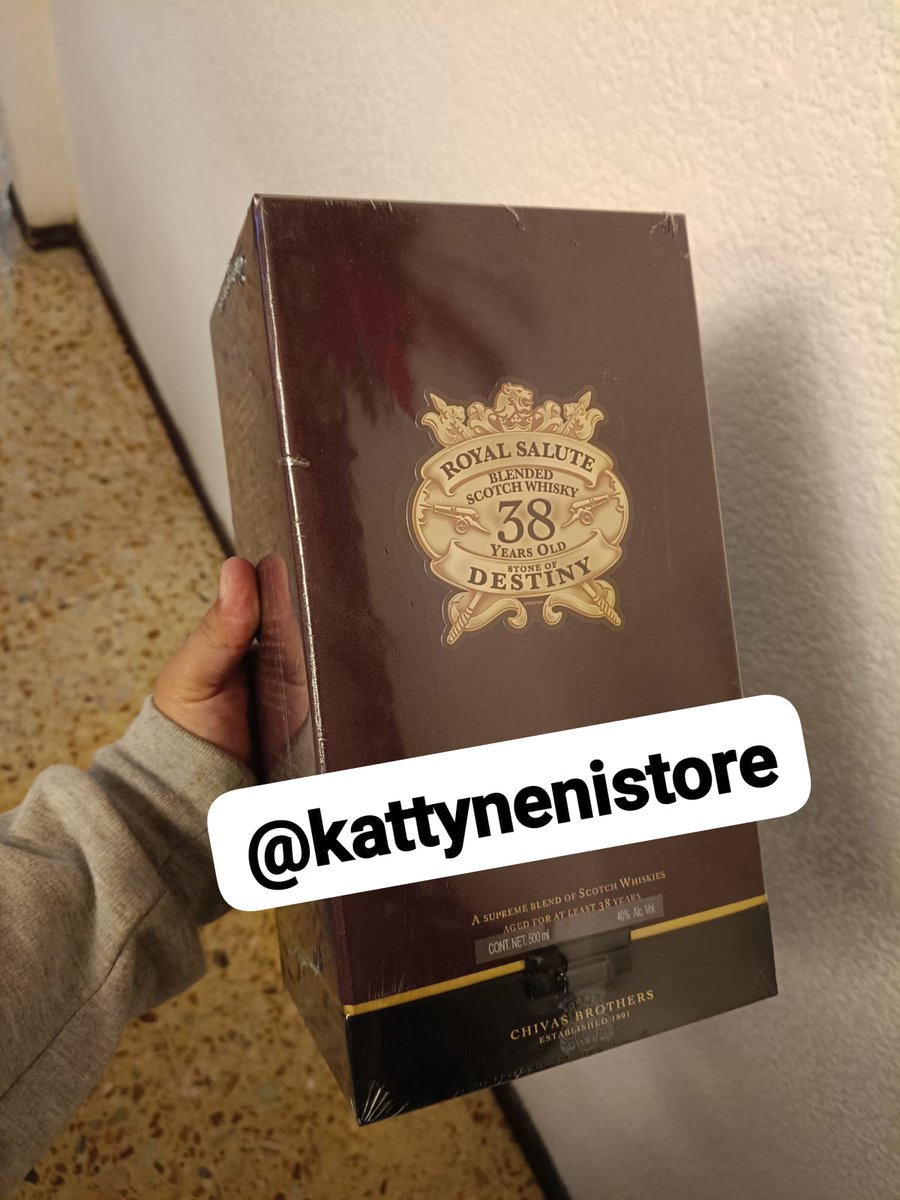 ROYAL SALUTE
BLENDED
SCOTCH WHISKY
38
YEARS OLD
STONE OF
DESTINY
@kattynenistore
A SUPREME BLEND OF SCOTCH WHISKIES
AGED FOR AT LEAST 38 YEARS
CONT. NET. 500 ml 40% Alc Vol
CHIVAS BROTHERS
ESTABLISHED 1801